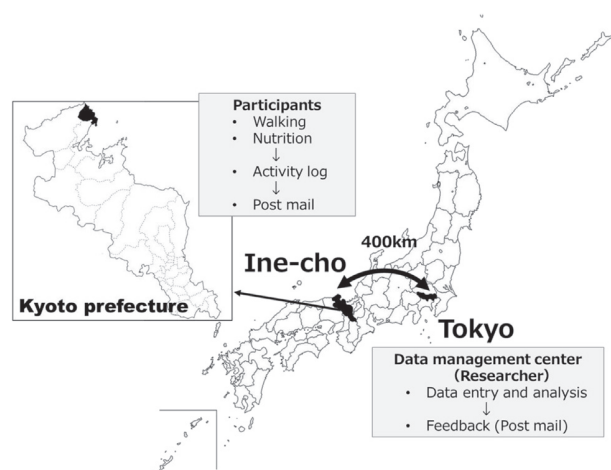 Participants
• Walking
• Nutrition
↓
• Activity log
↓
• Post mail
400km
Ine-cho
Kyoto prefecture
Tokyo
Data management center
(Researcher)
• Data entry and analysis
↓
• Feedback (Post mail)